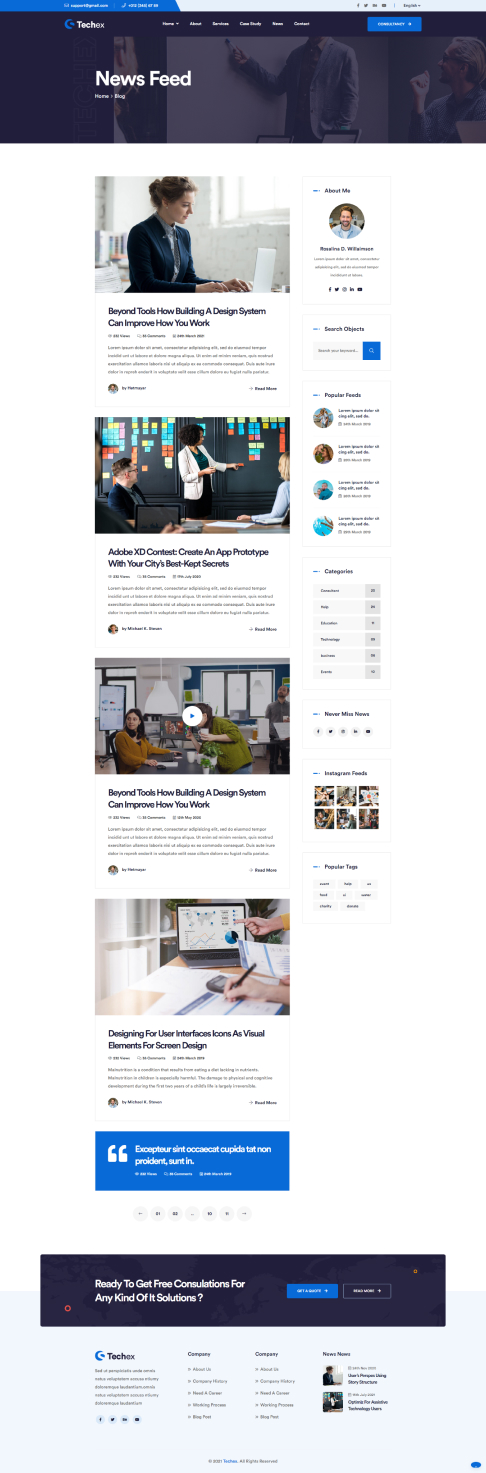 support@gmail.com
+012 (345) 67 89
English
Techex
Home
About
Services
Case Study
News
Contact
CONSULTANCY
News Feed
Home
Blog
Beyond Tools How Building A Design System
Can Improve How You Work
232 Views
35 Comments
24th March 2021
Lorem ipsum dolor sit amet, consectetur adipisicing elit, sed do eiusmod tempor
incidid unt ut labore et dolore magna aliqua. Ut enim ad minim veniam, quis nostrud
exercitation ullamco laboris nisi ut aliquip ex ea commodo consequat. Duis aute irure
dolor in reprih enderit in voluptate velit esse cillum dolore eu fugiat nulla pariatur.
by Hetmayar
Read More
Adobe XD Contest: Create An App Prototype
With Your City's Best-Kept Secrets
232 Views
35 Comments
17th July 2020
Lorem ipsum dolor sit amet, consectetur adipisicing elit, sed do eiusmod tempor
incidid unt ut labore et dolore magna aliqua. Ut enim ad minim veniam, quis nostrud
exercitation ullamco laboris nisi ut aliquip ex ea commodo consequat. Duis aute irure
dolor in reprih enderit in voluptate velit esse cillum dolore eu fugiat nulla pariatur.
by Michael K. Steven
Read More
Beyond Tools How Building A Design System
Can Improve How You Work
232 Views
35 Comments
12th May 2020
Lorem ipsum dolor sit amet, consectetur adipisicing elit, sed do eiusmod tempor
incidid unt ut labore et dolore magna aliqua. Ut enim ad minim veniam, quis nostrud
exercitation ullamco laboris nisi ut aliquip ex ea commodo consequat. Duis aute irure
dolor in reprih enderit in voluptate velit esse cillum dolore eu fugiat nulla pariatur.
by Hetmayar
Read More
Designing For User Interfaces Icons As Visual
Elements For Screen Design
232 Views
35 Comments
24th March 2019
Malnutrition is a condition that results from eating a diet lacking in nutrients.
Malnutrition in children is especially harmful. The damage to physical and cognitive
development during the first two years of a child's life is largely irreversible.
by Michael K. Steven
Read More
Excepteur sint occaecat cupida tat non
proident, sunt in.
232 Views
35 Comments
24th March 2019
01
02
...
10
11
About Me
Rosalina D. Willaimson
Lorem ipsum dolor sit amet, consectetur
adipisicing elit, sed do eiusmod tempor
incididunt ut labore et dolore.
Search Objects
Search your keyword...
Popular Feeds
Lorem ipsum dolor sit
cing elit, sed do.
24th March 2019
Lorem ipsum dolor sit
cing elit, sed do.
24th March 2019
Lorem ipsum dolor sit
cing elit, sed do.
24th March 2019
Lorem ipsum dolor sit
cing elit, sed do.
24th March 2019
Categories
Consultant
Help
Education
Technology
business
Events
Never Miss News
Instagram Feeds
Popular Tags
event
help
ux
food
ui
water
charity
donate
Ready To Get Free Consulations For
Any Kind Of It Solutions ?
GET A QUOTE
READ MORE
Techex
Sed ut perspiciatis unde omnis
natus voluptatem accusa ntiumy
doloremque laudantium omnis
natus voluptatem accusa ntiumy
doloremque laudantium
Company
About Us
Company History
Need A Career
Working Process
Blog Post
Company
About Us
Company History
Need A Career
Working Process
Blog Post
News News
User's Perspec Using
Story Structure
Optimiz For Assistive
Technology Users
© 2021 Techex. All Rights Reserved